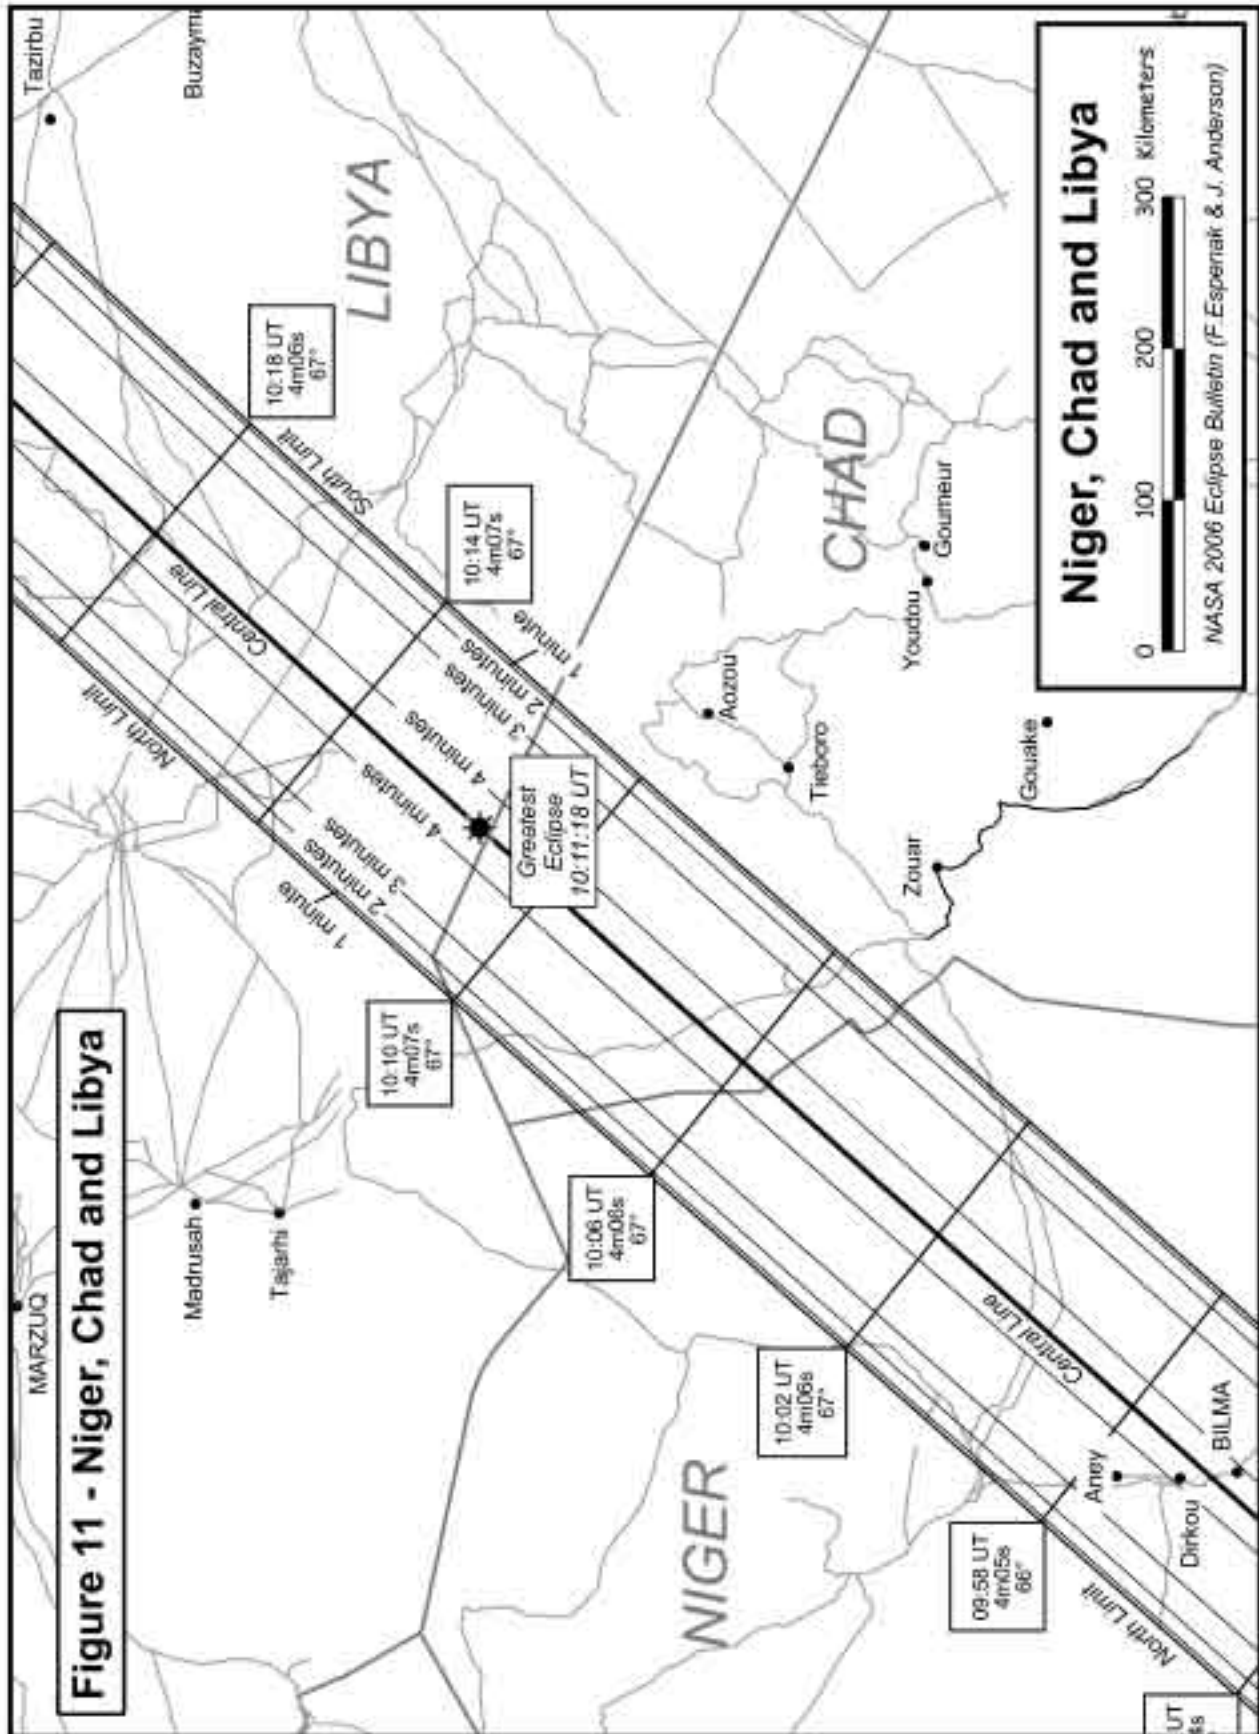 Figure 11 - Niger, Chad and Libya
MARZUQ
Madrusah
Tajarhi
Tazirbu
LIBYA
North Limit
Central Line
South Limit
10:18 UT
4m06s
67°
10:14 UT
4m07s
67°
10:10 UT
4m07s
67°
10:06 UT
4m06s
67°
10:02 UT
4m06s
67°
09:58 UT
4m05s
66°
UT
1 minute
2 minutes
3 minutes
4 minutes
4 minutes
3 minutes
2 minutes
1 minute
Greatest
Eclipse
10:11:18 UT
NIGER
CHAD
Aozou
Tieboro
Youdou
Goumeur
Zouar
Gouake
Central Line
North Limit
Aney
Dirkou
BILMA
Niger, Chad and Libya
0 100 200 300 Kilometers
NASA 2006 Eclipse Bulletin (F. Espenak & J. Anderson)